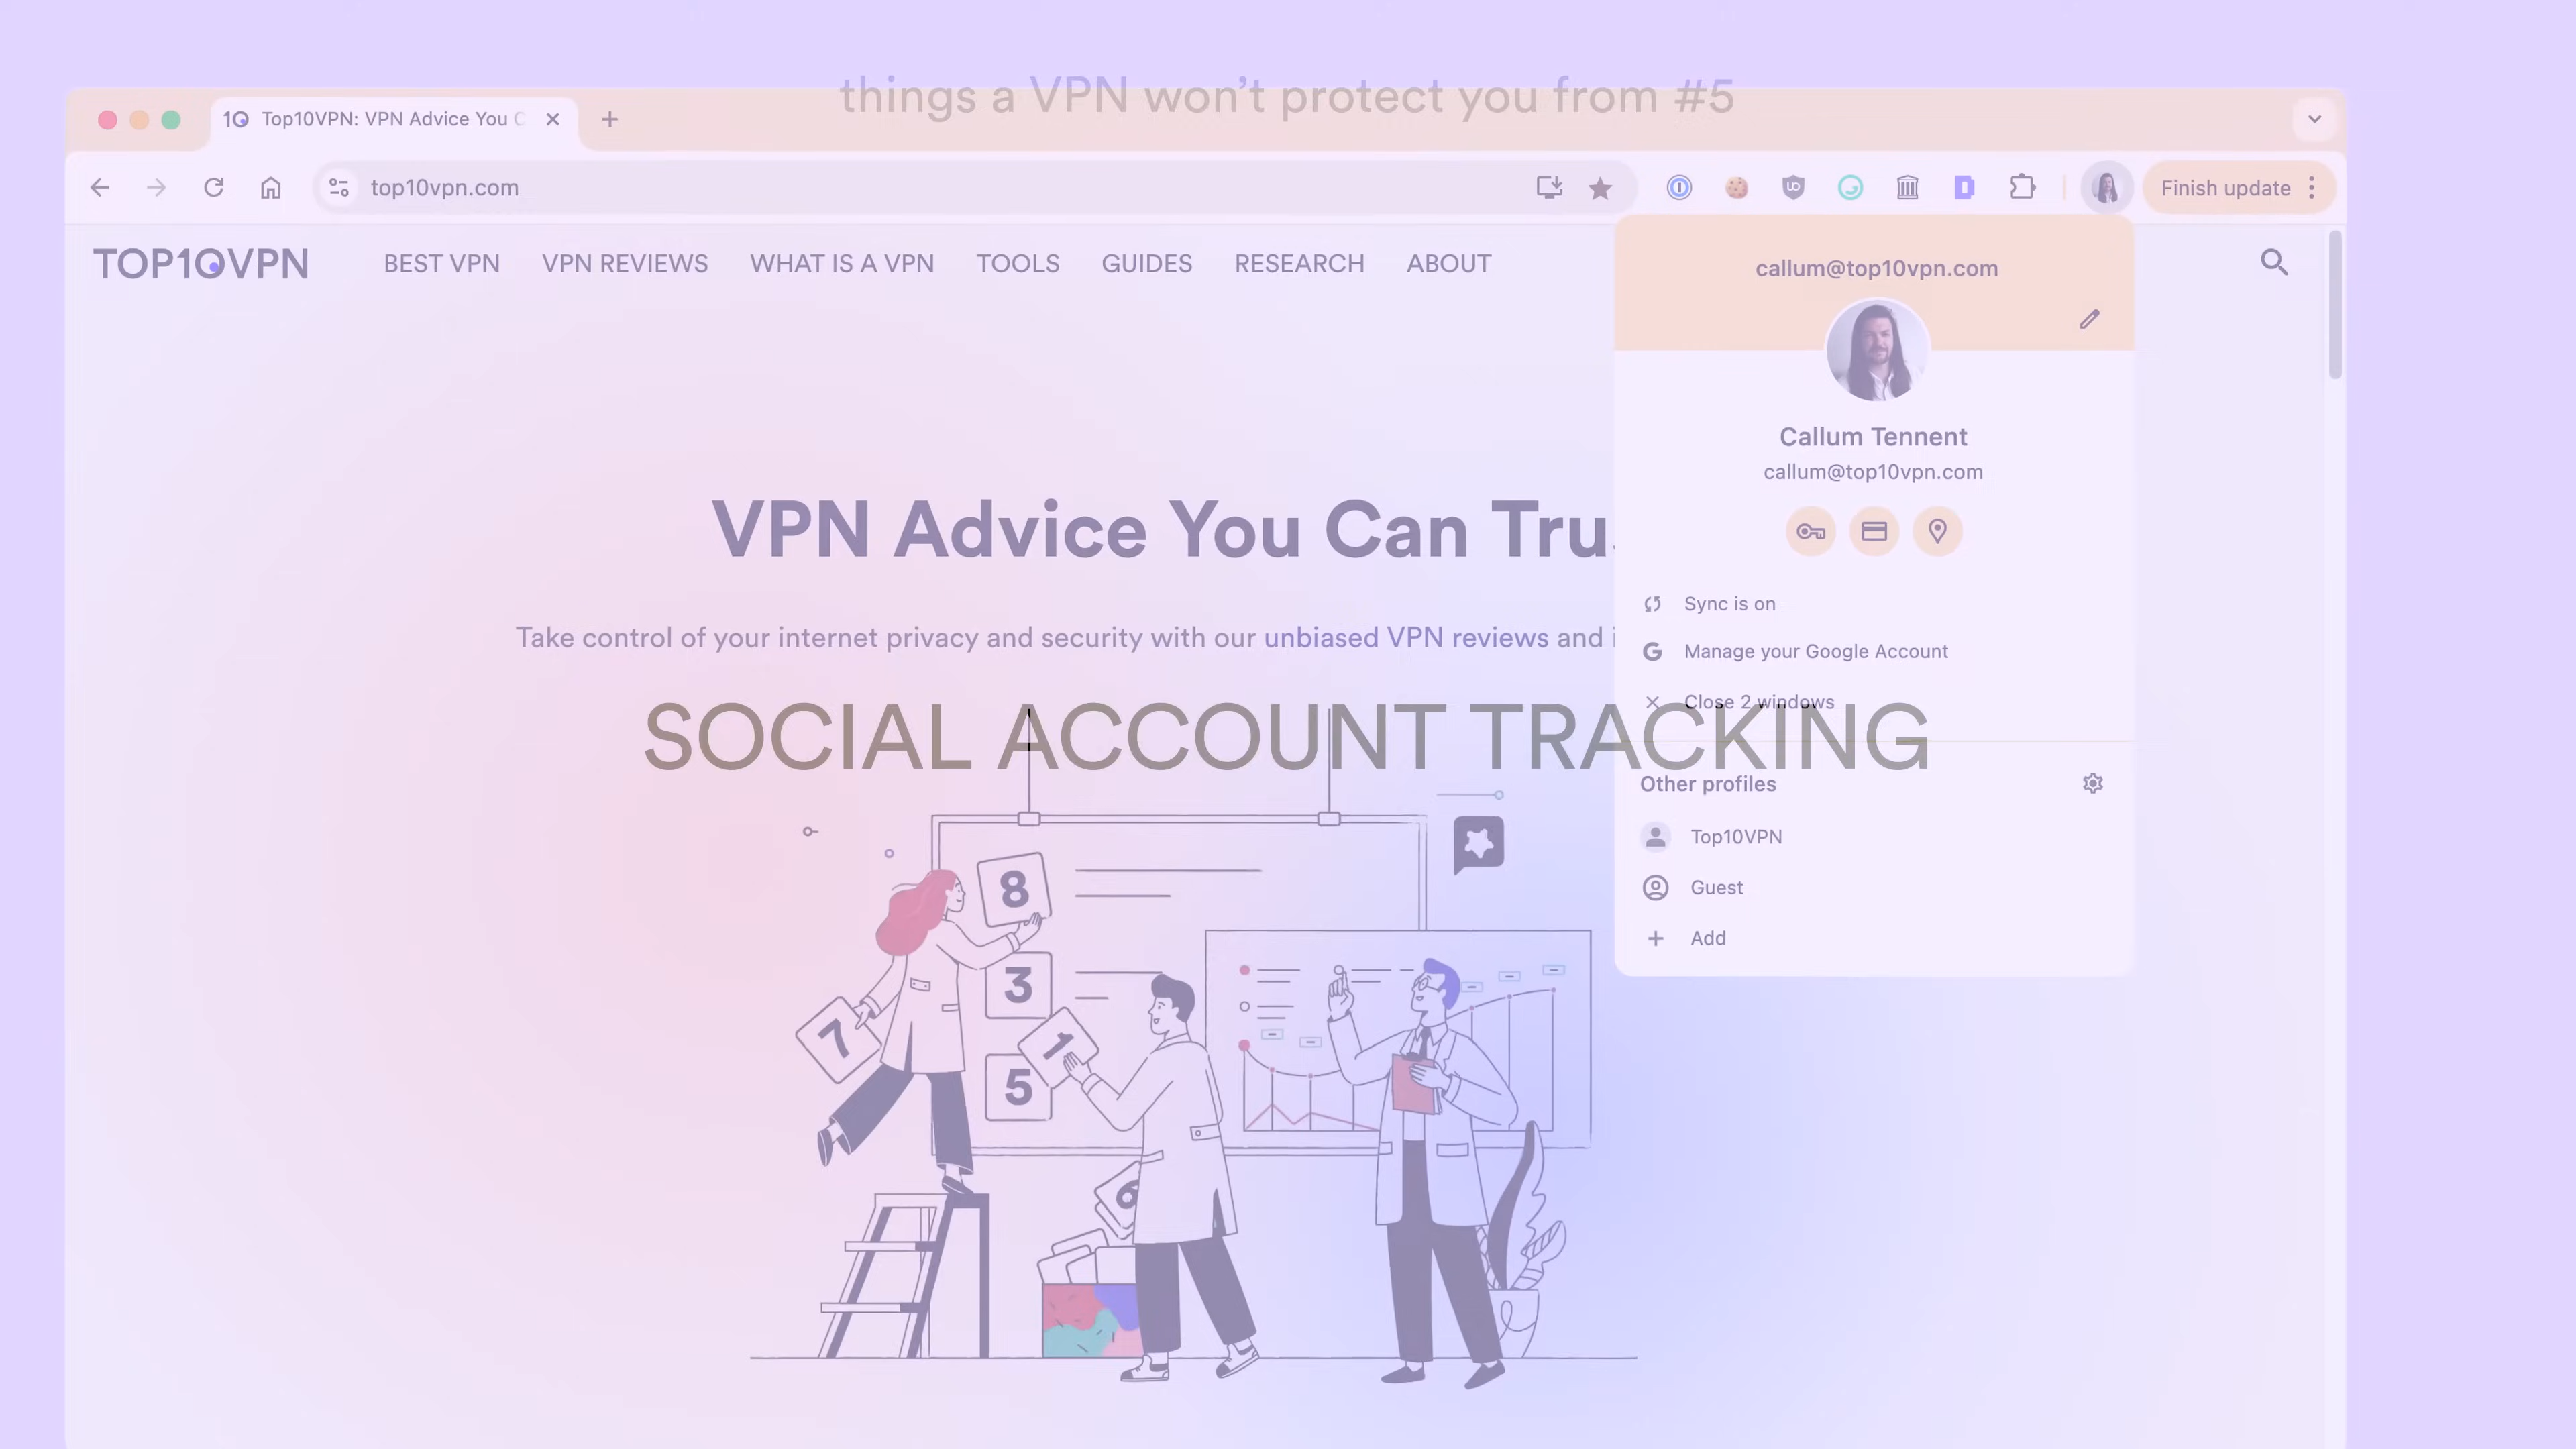 things a VPN won't protect you from #5
Top10VPN: VPN Advice You C
top10vpn.com
Finish update
TOP10VPN
BEST VPN
VPN REVIEWS
WHAT IS A VPN
TOOLS
GUIDES
RESEARCH
ABOUT
callum@top10vpn.com
Callum Tennent
callum@top10vpn.com
VPN Advice You Can Tru
Take control of your internet privacy and security with our unbiased VPN reviews and i
Sync is on
Manage your Google Account
Close 2 windows
SOCIAL ACCOUNT TRACKING
Other profiles
Top10VPN
Guest
Add
8
3
7
1
5
6